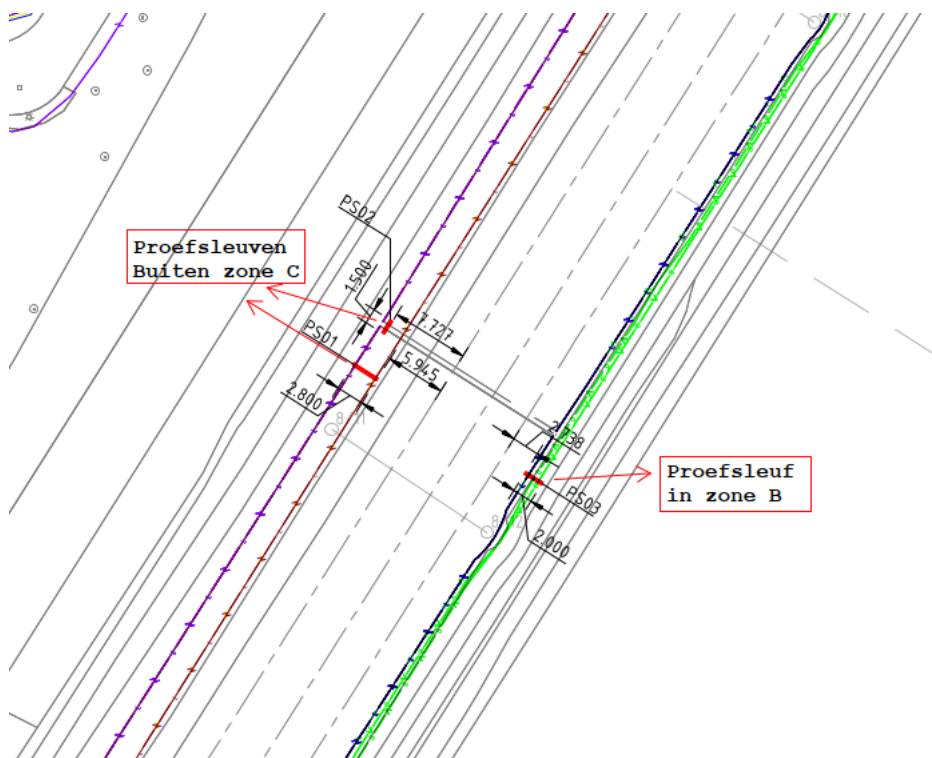 PS02
Proefsleuven
Buiten zone C
1.500
7.727
PS01
5.945
2.800
2.738
Proefsleuf
in zone B
PS03
2.000